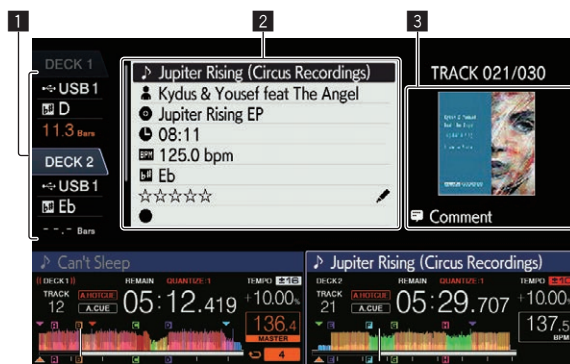 1
2
3
DECK 1
USB 1
D
11.3 Bars
DECK 2
USB 1
Eb
--.- Bars
Jupiter Rising (Circus Recordings)
Kydus & Yousef feat The Angel
Jupiter Rising EP
08:11
BPM 125.0 bpm
Eb
TRACK 021/030
Comment
Can't Sleep
DECK1 REMAIN QUANTIZE:1 TEMPO ±16
TRACK 12 A.HOTCUE A.CUE 05:12.419 +10.00%
136.4
MASTER
4
Jupiter Rising (Circus Recordings)
DECK2 REMAIN QUANTIZE:1 TEMPO
TRACK 21 A.HOTCUE A.CUE 05:29.707 +10.00%
137.5
BPM